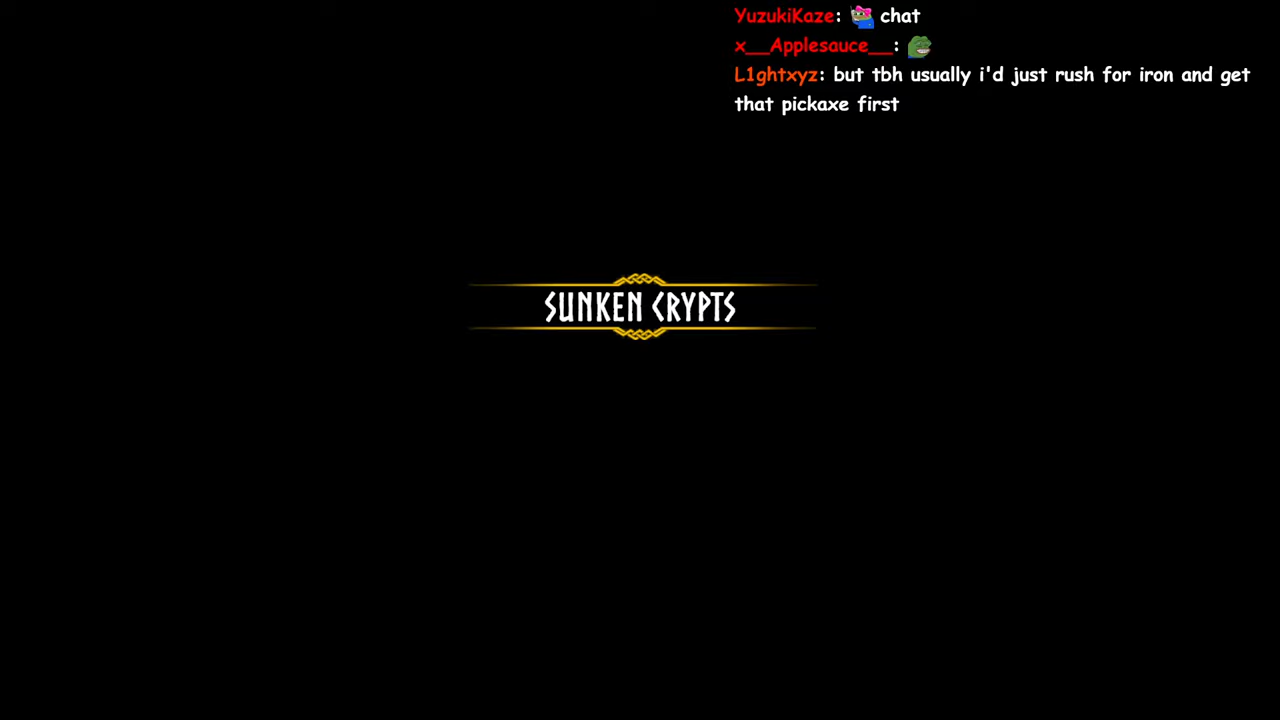 YuzukiKaze: chat
x__Applesauce__:
L1ghtxyz: but tbh usually i'd just rush for iron and get
that pickaxe first
SUNKEN CRYPTS